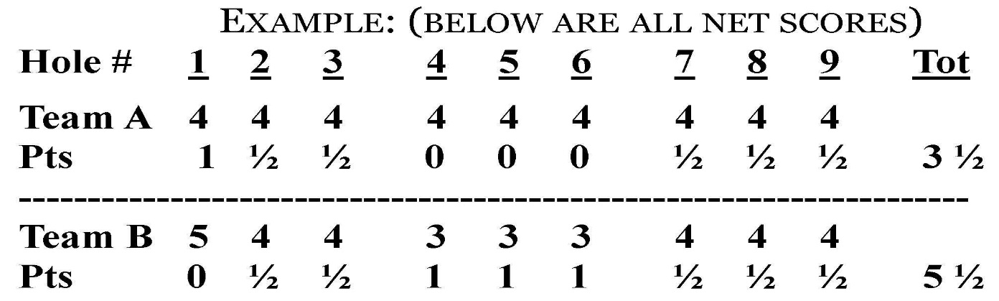 EXAMPLE: (BELOW ARE ALL NET SCORES)
Hole # 1 2 3 4 5 6 7 8 9 Tot
Team A 4 4 4 4 4 4 4 4 4
Pts 1 ½ ½ 0 0 0 ½ ½ ½ 3 ½
--------------------------------------------------------------------------
Team B 5 4 4 3 3 3 4 4 4
Pts 0 ½ ½ 1 1 1 ½ ½ ½ 5 ½